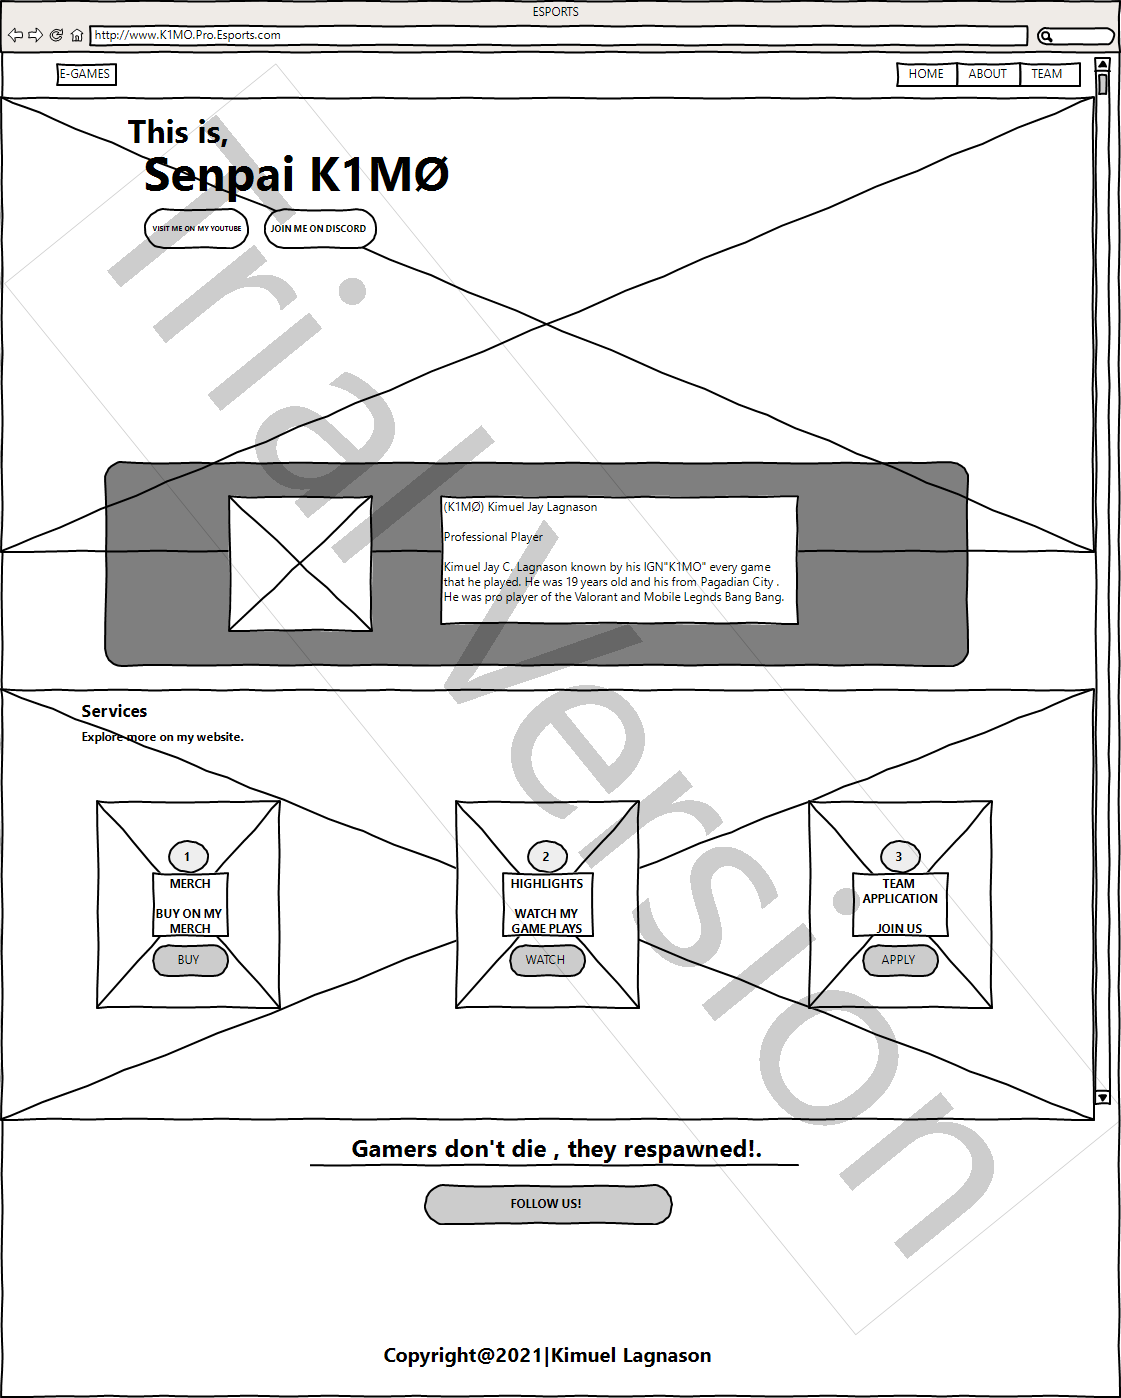 ESPORTS
http://www.K1MO.Pro.Esports.com
E-GAMES
HOME ABOUT TEAM
This is,
Senpai K1MØ
VISIT ME ON MY YOUTUBE
JOIN ME ON DISCORD
(K1MØ) Kimuel Jay Lagnason
Professional Player
Kimuel Jay C. Lagnason known by his IGN"K1MO" every game
that he played. He was 19 years old and his from Pagadian City .
He was pro player of the Valorant and Mobile Legnds Bang Bang.
Services
Explore more on my website.
1
MERCH
BUY ON MY
MERCH
BUY
2
HIGHLIGHTS
WATCH MY
GAME PLAYS
WATCH
3
TEAM
APPLICATION
JOIN US
APPLY
Gamers don't die , they respawned!.
FOLLOW US!
Copyright@2021|Kimuel Lagnason
Trial Version